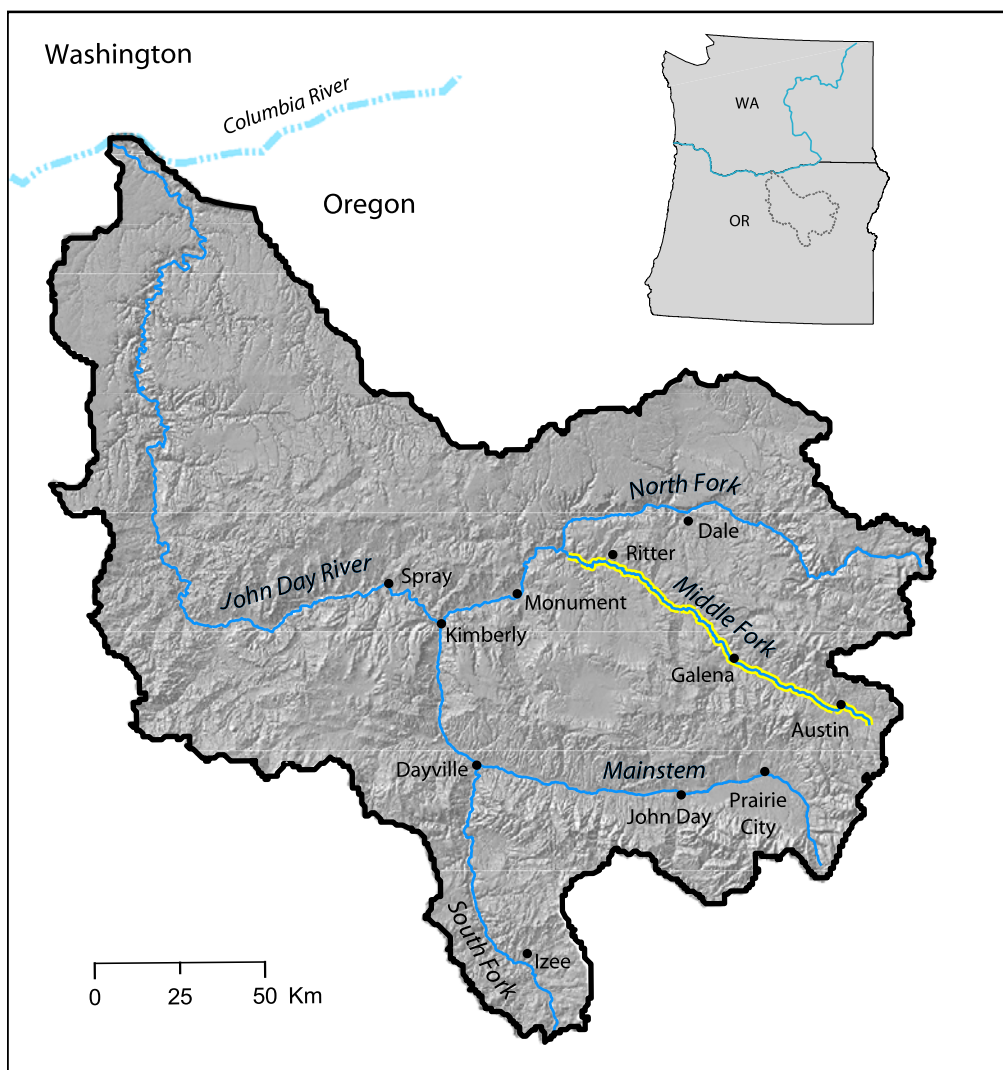 Washington
Columbia River
WA
Oregon
OR
North Fork
Dale
Ritter
John Day River
Spray
Middle Fork
Monument
Kimberly
Galena
Austin
Dayville
Mainstem
John Day
Prairie
City
South Fork
Izee
0 25 50 Km